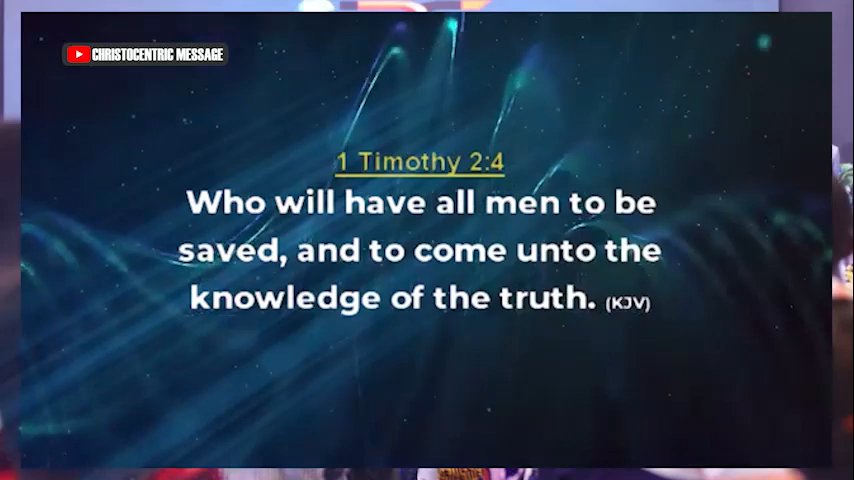 CHRISTOCENTRIC MESSAGE
1 Timothy 2:4
Who will have all men to be
saved, and to come unto the
knowledge of the truth. (KJV)